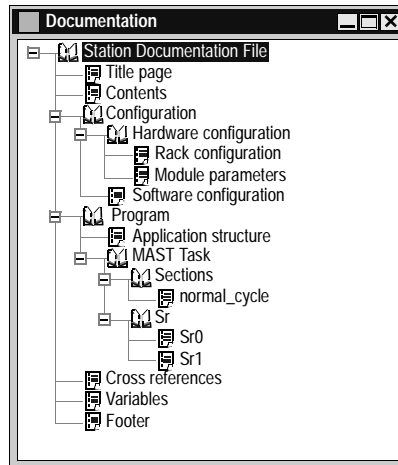 Documentation
Station Documentation File
Title page
Contents
Configuration
Hardware configuration
Rack configuration
Module parameters
Software configuration
Program
Application structure
MAST Task
Sections
normal_cycle
Sr
Sr0
Sr1
Cross references
Variables
Footer